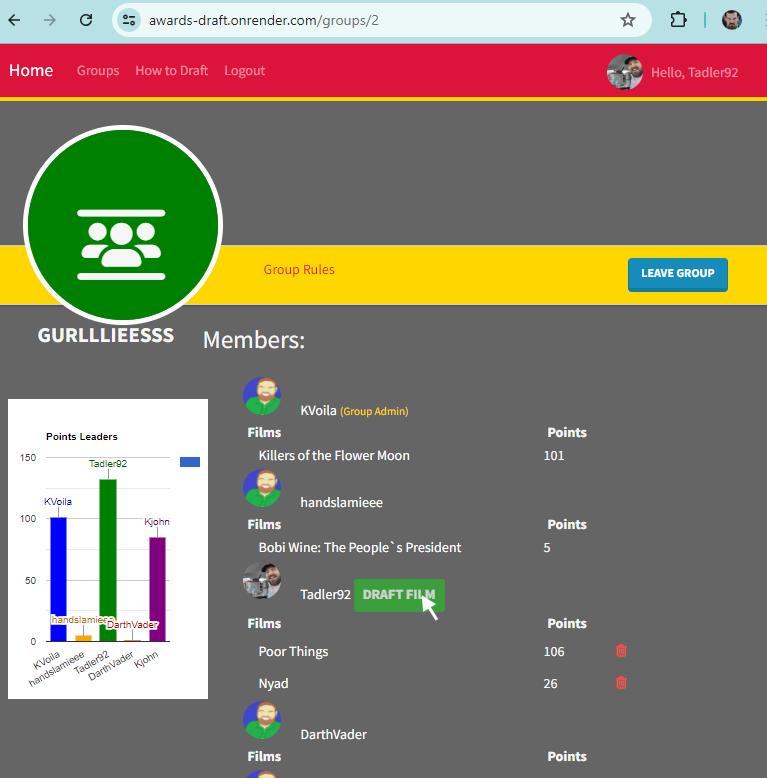 awards-draft.onrender.com/groups/2
Home Groups How to Draft Logout Hello, Tadler92
Group Rules LEAVE GROUP
GURLLLIEESSS
Members:
KVoila (Group Admin)
Films Points
Killers of the Flower Moon 101
handslamieee
Films Points
Bobi Wine: The People`s President 5
Tadler92 DRAFT FILM
Films Points
Poor Things 106
Nyad 26
DarthVader
Films Points
Points Leaders
150
Tadler92
KVoila
100
Kjohn
50
handslamieee
DarthVader
0
KVoila
handslamieee
Tadler92
DarthVader
Kjohn